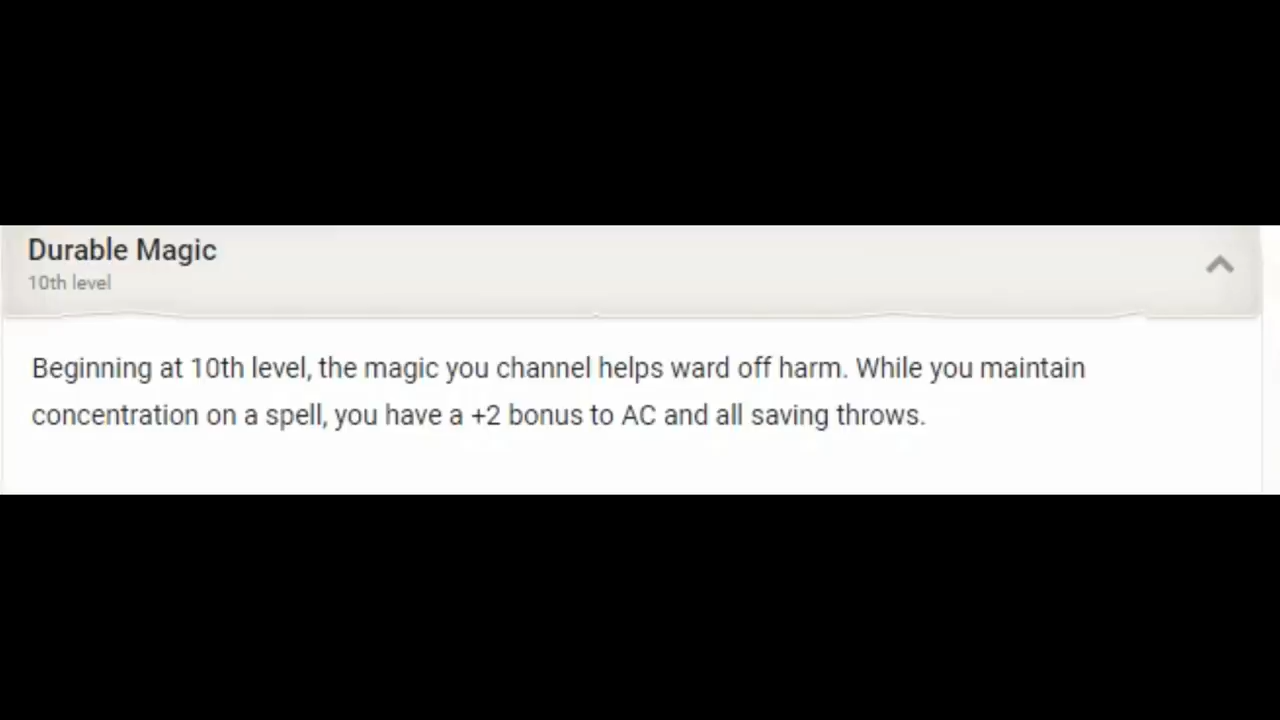 Durable Magic
10th level
Beginning at 10th level, the magic you channel helps ward off harm. While you maintain
concentration on a spell, you have a +2 bonus to AC and all saving throws.